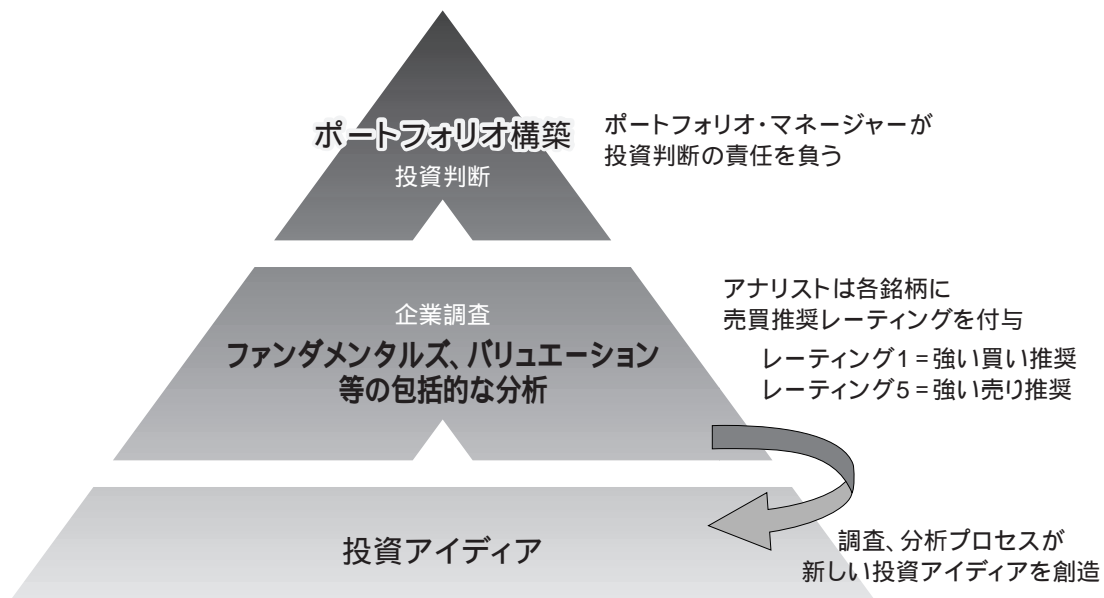 ポートフォリオ構築
投資判断
ポートフォリオ・マネージャーが
投資判断の責任を負う
企業調査
ファンダメンタルズ、バリュエーション
等の包括的な分析
アナリストは各銘柄に
売買推奨レーティングを付与
レーティング1=強い買い推奨
レーティング5=強い売り推奨
投資アイディア
調査、分析プロセスが
新しい投資アイディアを創造